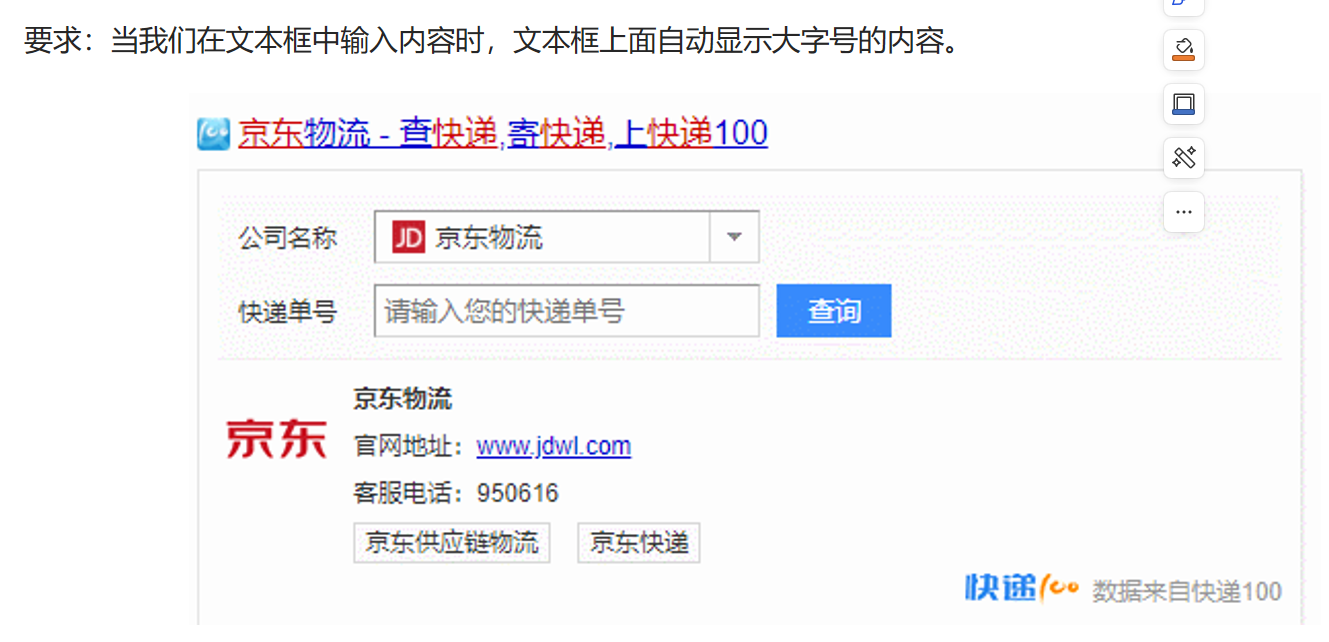 要求：当我们在文本框中输入内容时，文本框上面自动显示大字号的内容。
京东物流 - 查快递,寄快递,上快递100
公司名称 JD 京东物流
快递单号 请输入您的快递单号 查询
京东物流
京东
官网地址：www.jdwl.com
客服电话：950616
京东供应链物流 京东快递
快递100 数据来自快递100